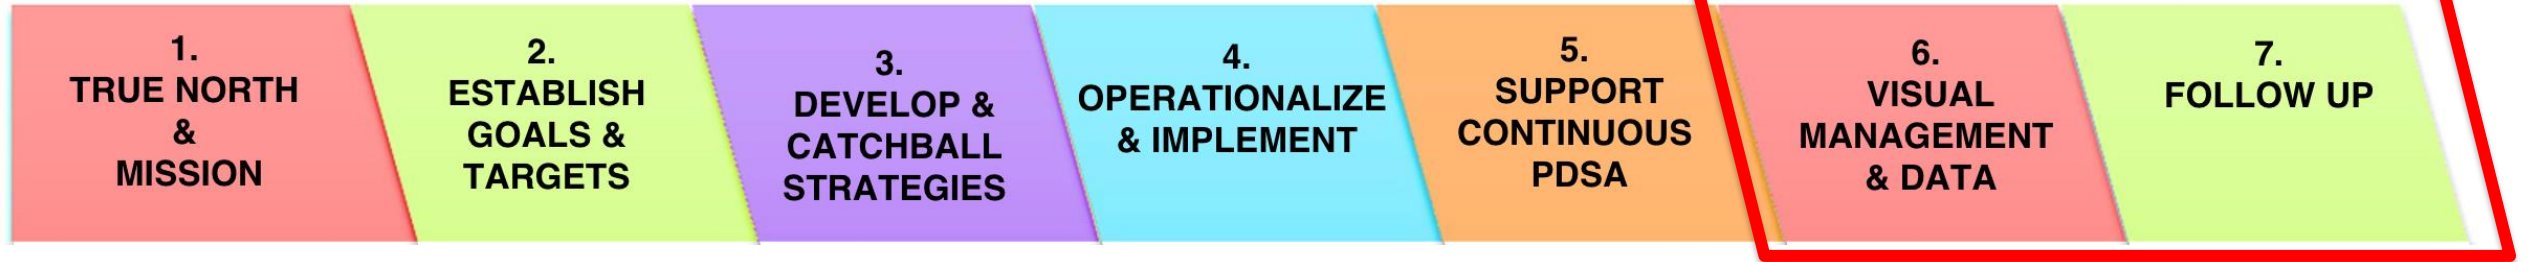 1.
TRUE NORTH
&
MISSION
2.
ESTABLISH
GOALS &
TARGETS
3.
DEVELOP &
CATCHBALL
STRATEGIES
4.
OPERATIONALIZE
& IMPLEMENT
5.
SUPPORT
CONTINUOUS
PDSA
6.
VISUAL
MANAGEMENT
& DATA
7.
FOLLOW UP